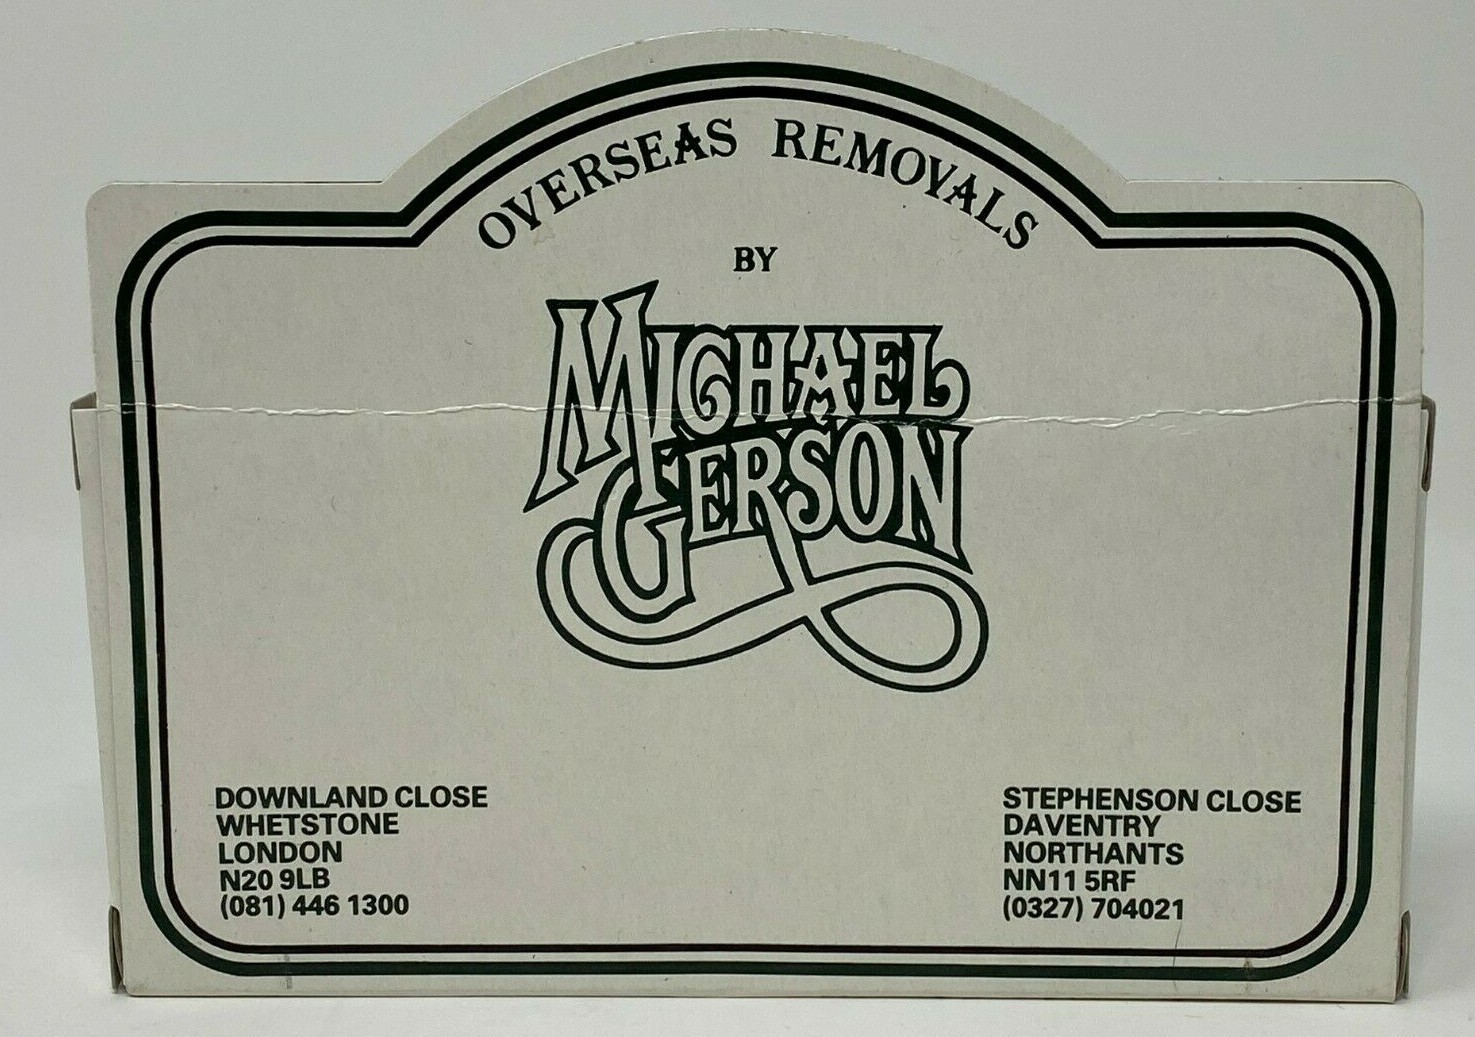 OVERSEAS REMOVALS
BY
MICHAEL
GERSON
DOWNLAND CLOSE
WHETSTONE
LONDON
N20 9LB
(081) 446 1300
STEPHENSON CLOSE
DAVENTRY
NORTHANTS
NN11 5RF
(0327) 704021